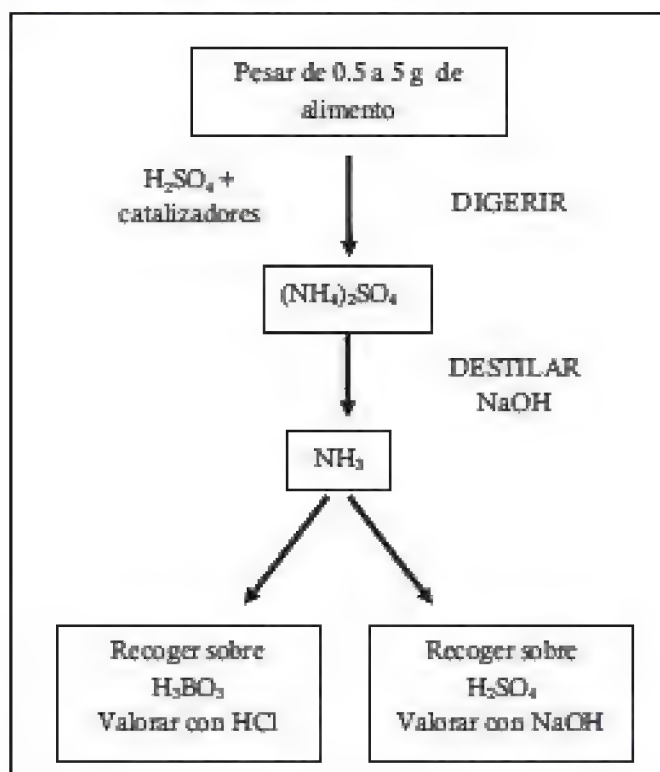 Pesar de 0.5 a 5 g de
alimento
H₂SO₄ +
catalizadores
DIGERIR
(NH₄)₂SO₄
DESTILAR
NaOH
NH₃
Recoger sobre
H₃BO₃
Valorar con HCl
Recoger sobre
H₂SO₄
Valorar con NaOH